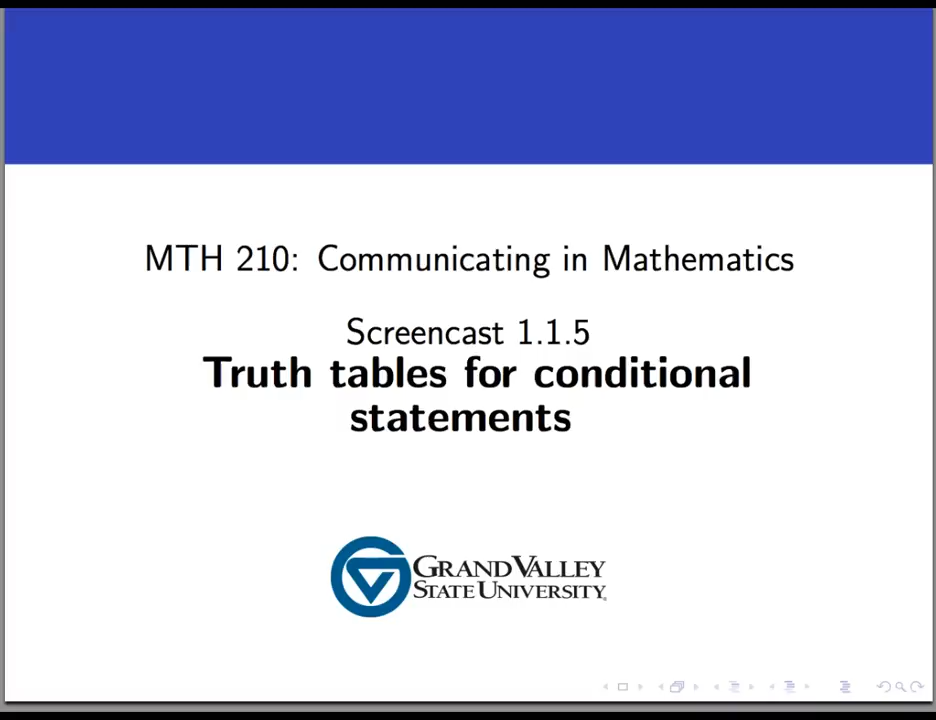 MTH 210: Communicating in Mathematics
Screencast 1.1.5
Truth tables for conditional
statements
GRAND VALLEY
STATE UNIVERSITY